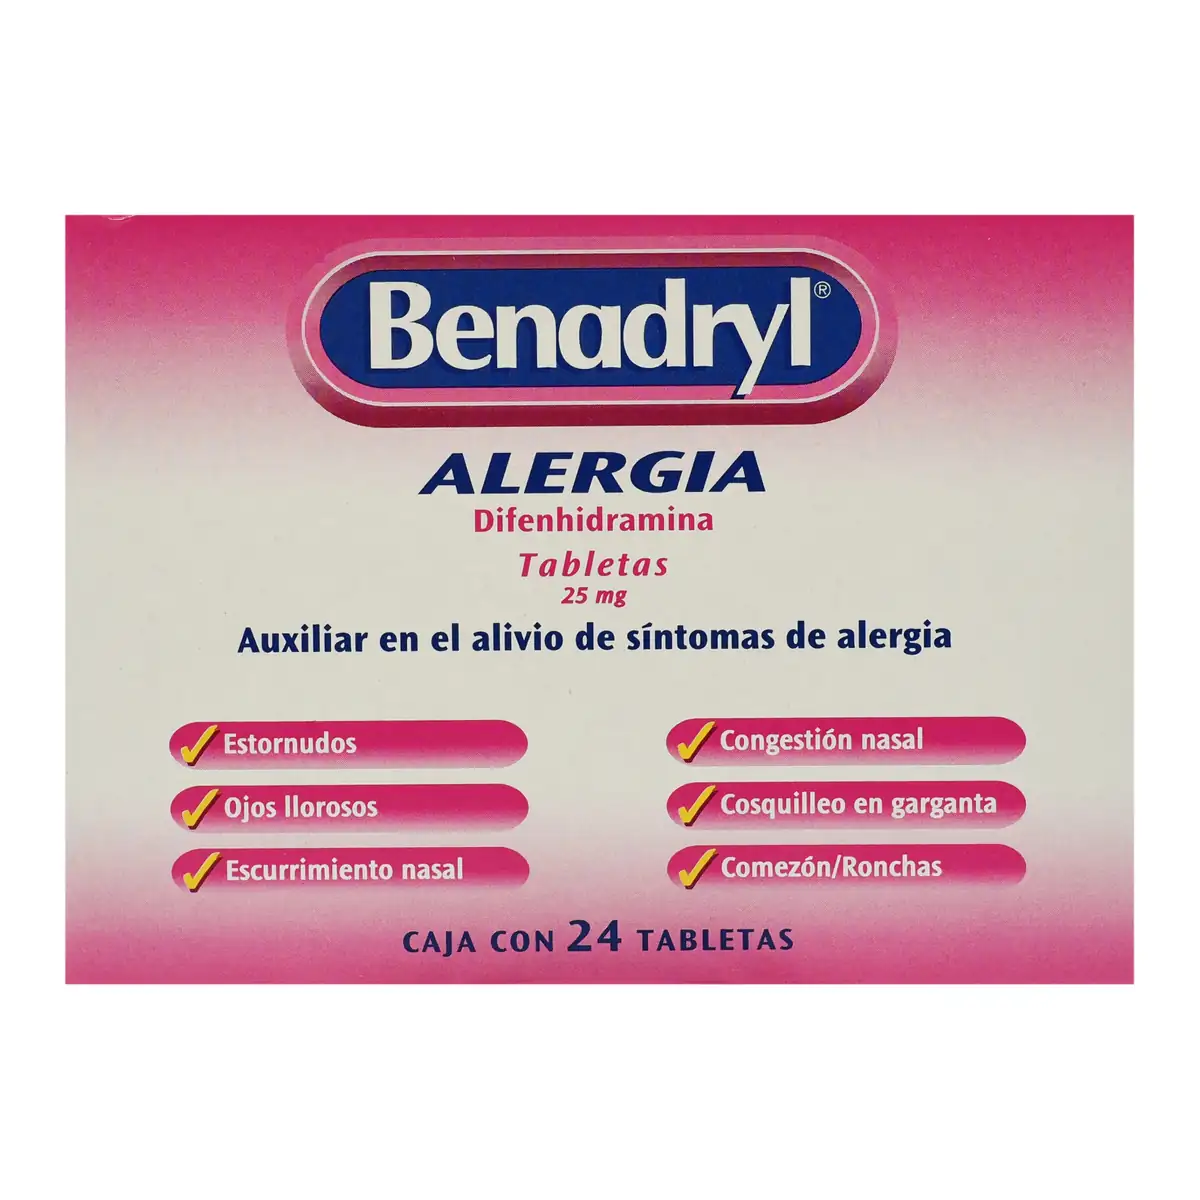 Benadryl®
ALERGIA
Difenhidramina
Tabletas
25 mg
Auxiliar en el alivio de síntomas de alergia
Estornudos
Ojos llorosos
Escurrimiento nasal
Congestión nasal
Cosquilleo en garganta
Comezón/Ronchas
CAJA CON 24 TABLETAS